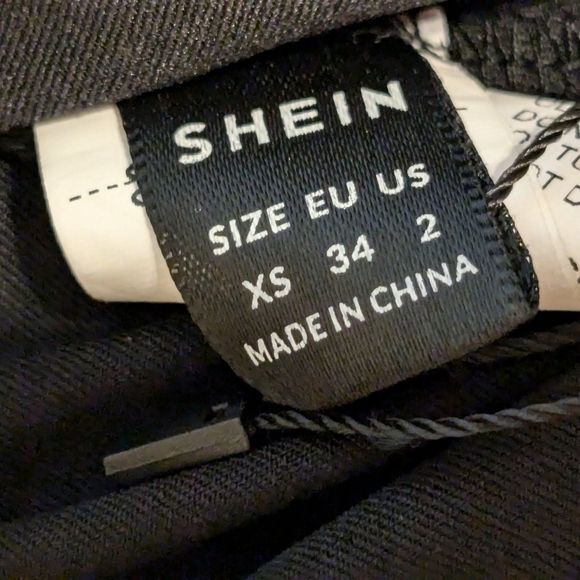 SHEIN
SIZE EU US
XS 34 2
MADE IN CHINA